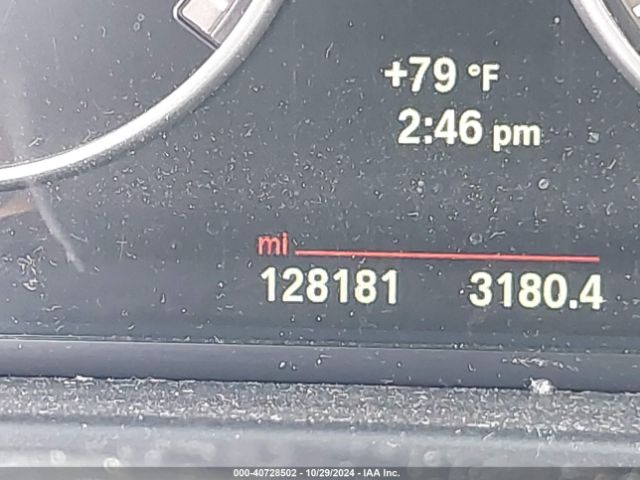 +79 °F
2:46 pm
mi
128181 3180.4
000-40728502 - 10/29/2024 - IAA Inc.